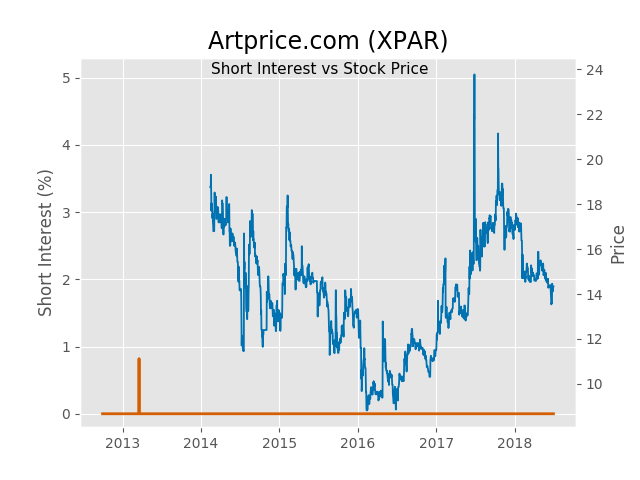 Artprice.com (XPAR)
Short Interest vs Stock Price
Short Interest (%)
5
4
3
2
1
0
24
22
20
18
16
14
12
10
Price
2013 2014 2015 2016 2017 2018